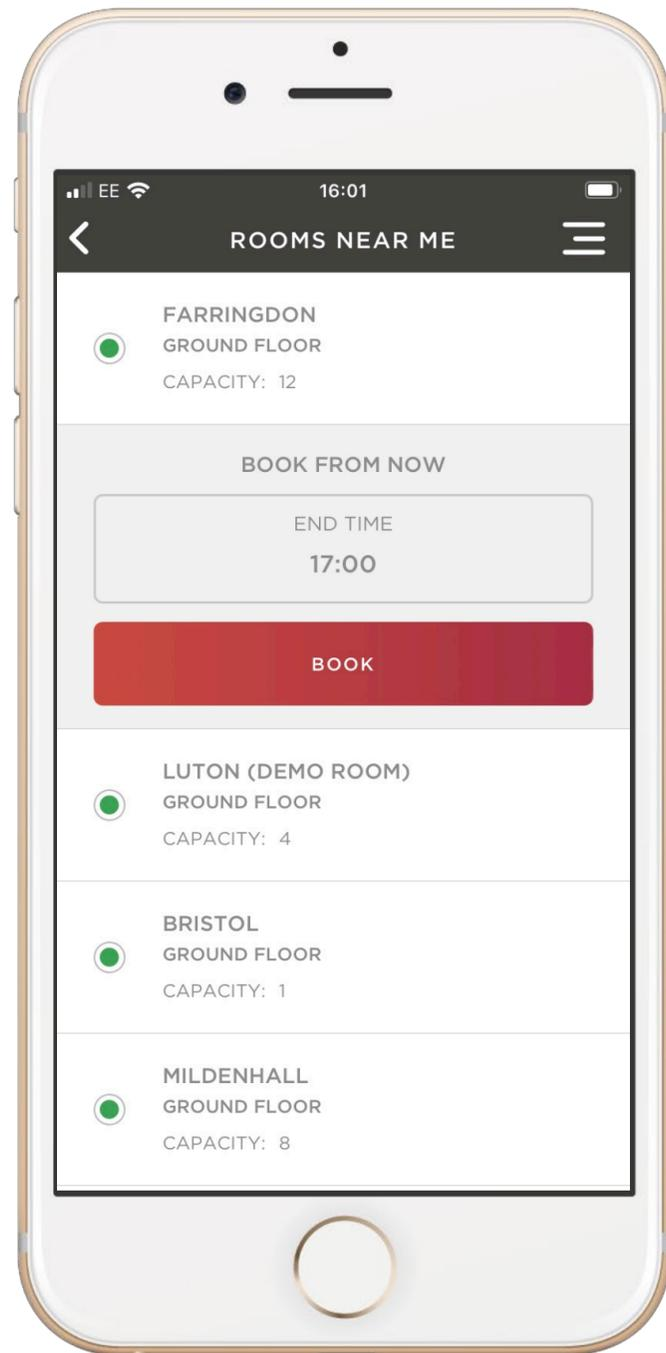 EE 16:01
ROOMS NEAR ME
FARRINGDON
GROUND FLOOR
CAPACITY: 12
BOOK FROM NOW
END TIME
17:00
BOOK
LUTON (DEMO ROOM)
GROUND FLOOR
CAPACITY: 4
BRISTOL
GROUND FLOOR
CAPACITY: 1
MILDENHALL
GROUND FLOOR
CAPACITY: 8